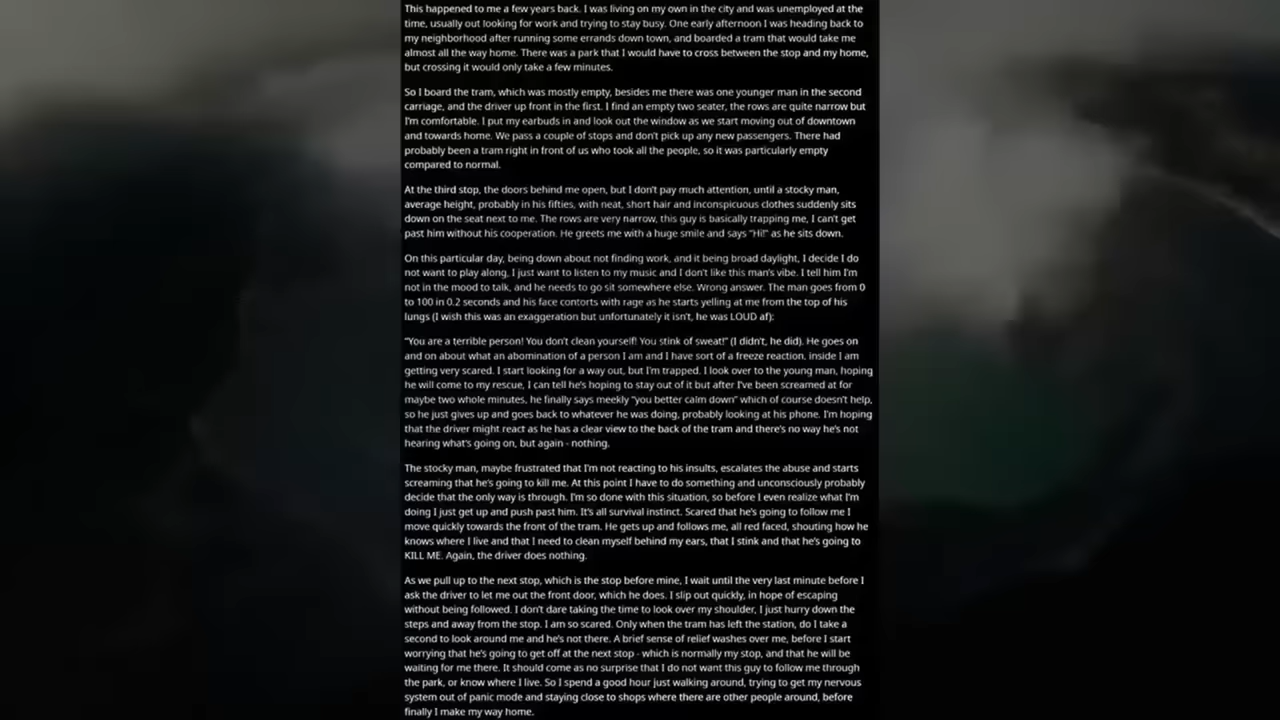 This happened to me a few years back. I was living on my own in the city and was unemployed at the
time, usually out looking for work and trying to stay busy. One early afternoon I was heading back to
my neighborhood after running some errands down town, and boarded a tram that would take me
almost all the way home. There was a park that I would have to cross between the stop and my home,
but crossing it would only take a few minutes.
So I board the tram, which was mostly empty, besides me there was one younger man in the second
carriage, and the driver up front in the first. I find an empty two seater, the rows are quite narrow but
I'm comfortable. I put my earbuds in and look out the window as we start moving out of downtown
and towards home. We pass a couple of stops and don't pick up any new passengers. There had
probably been a tram right in front of us who took all the people, so it was particularly empty
compared to normal.
At the third stop, the doors behind me open, but I don't pay much attention, until a stocky man,
average height, probably in his fifties, with neat, short hair and inconspicuous clothes suddenly sits
down on the seat next to me. The rows are very narrow, this guy is basically trapping me, I can't get
past him without his cooperation. He greets me with a huge smile and says "Hi!" as he sits down.
On this particular day, being down about not finding work, and it being broad daylight, I decide I do
not want to play along, I just want to listen to my music and I don't like this man's vibe. I tell him I'm
not in the mood to talk, and he needs to go sit somewhere else. Wrong answer. The man goes from 0
to 100 in 0.2 seconds and his face contorts with rage as he starts yelling at me from the top of his
lungs (I wish this was an exaggeration but unfortunately it isn't, he was LOUD af):
"You are a terrible person! You don't clean yourself! You stink of sweat!" (I didn't, he did). He goes on
and on about what an abomination of a person I am and I have sort of a freeze reaction, inside I am
getting very scared. I start looking for a way out, but I'm trapped. I look over to the young man, hoping
he will come to my rescue, I can tell he's hoping to stay out of it but after I've been screamed at for
maybe two whole minutes, he finally says meekly "you better calm down" which of course doesn't help,
so he just gives up and goes back to whatever he was doing, probably looking at his phone. I'm hoping
that the driver might react as he has a clear view to the back of the tram and there's no way he's not
hearing what's going on, but again - nothing.
The stocky man, maybe frustrated that I'm not reacting to his insults, escalates the abuse and starts
screaming that he's going to kill me. At this point I have to do something and unconsciously probably
decide that the only way is through. I'm so done with this situation, so before I even realize what I'm
doing I just get up and push past him. It's all survival instinct. Scared that he's going to follow me I
move quickly towards the front of the tram. He gets up and follows me, all red faced, shouting how he
knows where I live and that I need to clean myself behind my ears, that I stink and that he's going to
KILL ME. Again, the driver does nothing.
As we pull up to the next stop, which is the stop before mine, I wait until the very last minute before I
ask the driver to let me out the front door, which he does. I slip out quickly, in hope of escaping
without being followed. I don't dare taking the time to look over my shoulder, I just hurry down the
steps and away from the stop. I am so scared. Only when the tram has left the station, do I take a
second to look around me and he's not there. A brief sense of relief washes over me, before I start
worrying that he's going to get off at the next stop - which is normally my stop, and that he will be
waiting for me there. It should come as no surprise that I do not want this guy to follow me through
the park, or know where I live. So I spend a good hour just walking around, trying to get my nervous
system out of panic mode and staying close to shops where there are other people around, before
finally I make my way home.